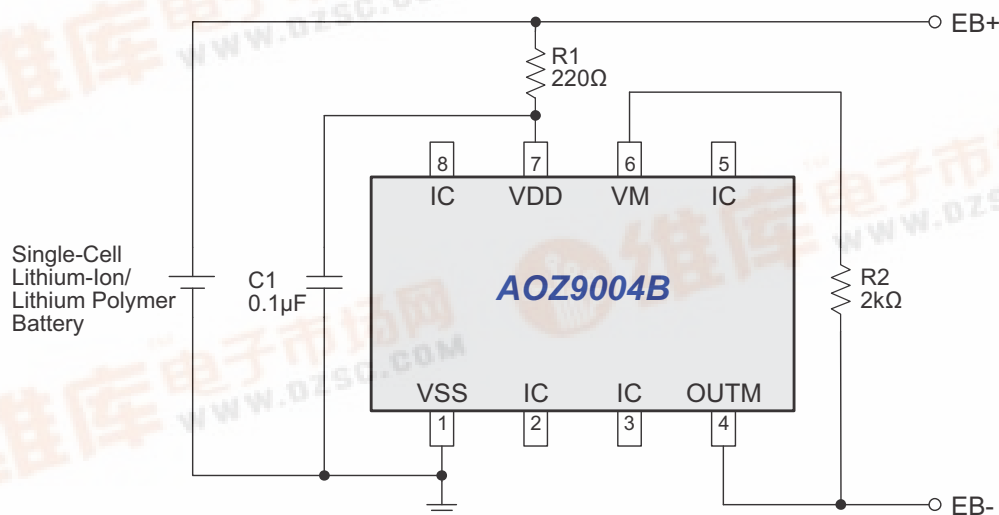 EB+
R1
220Ω
8
7
6
5
IC
VDD
VM
IC
Single-Cell
Lithium-Ion/
Lithium Polymer
Battery
C1
0.1µF
AOZ9004B
R2
2kΩ
VSS
IC
IC
OUTM
1
2
3
4
EB-
维库电子市场网
WWW.DZSC.COM